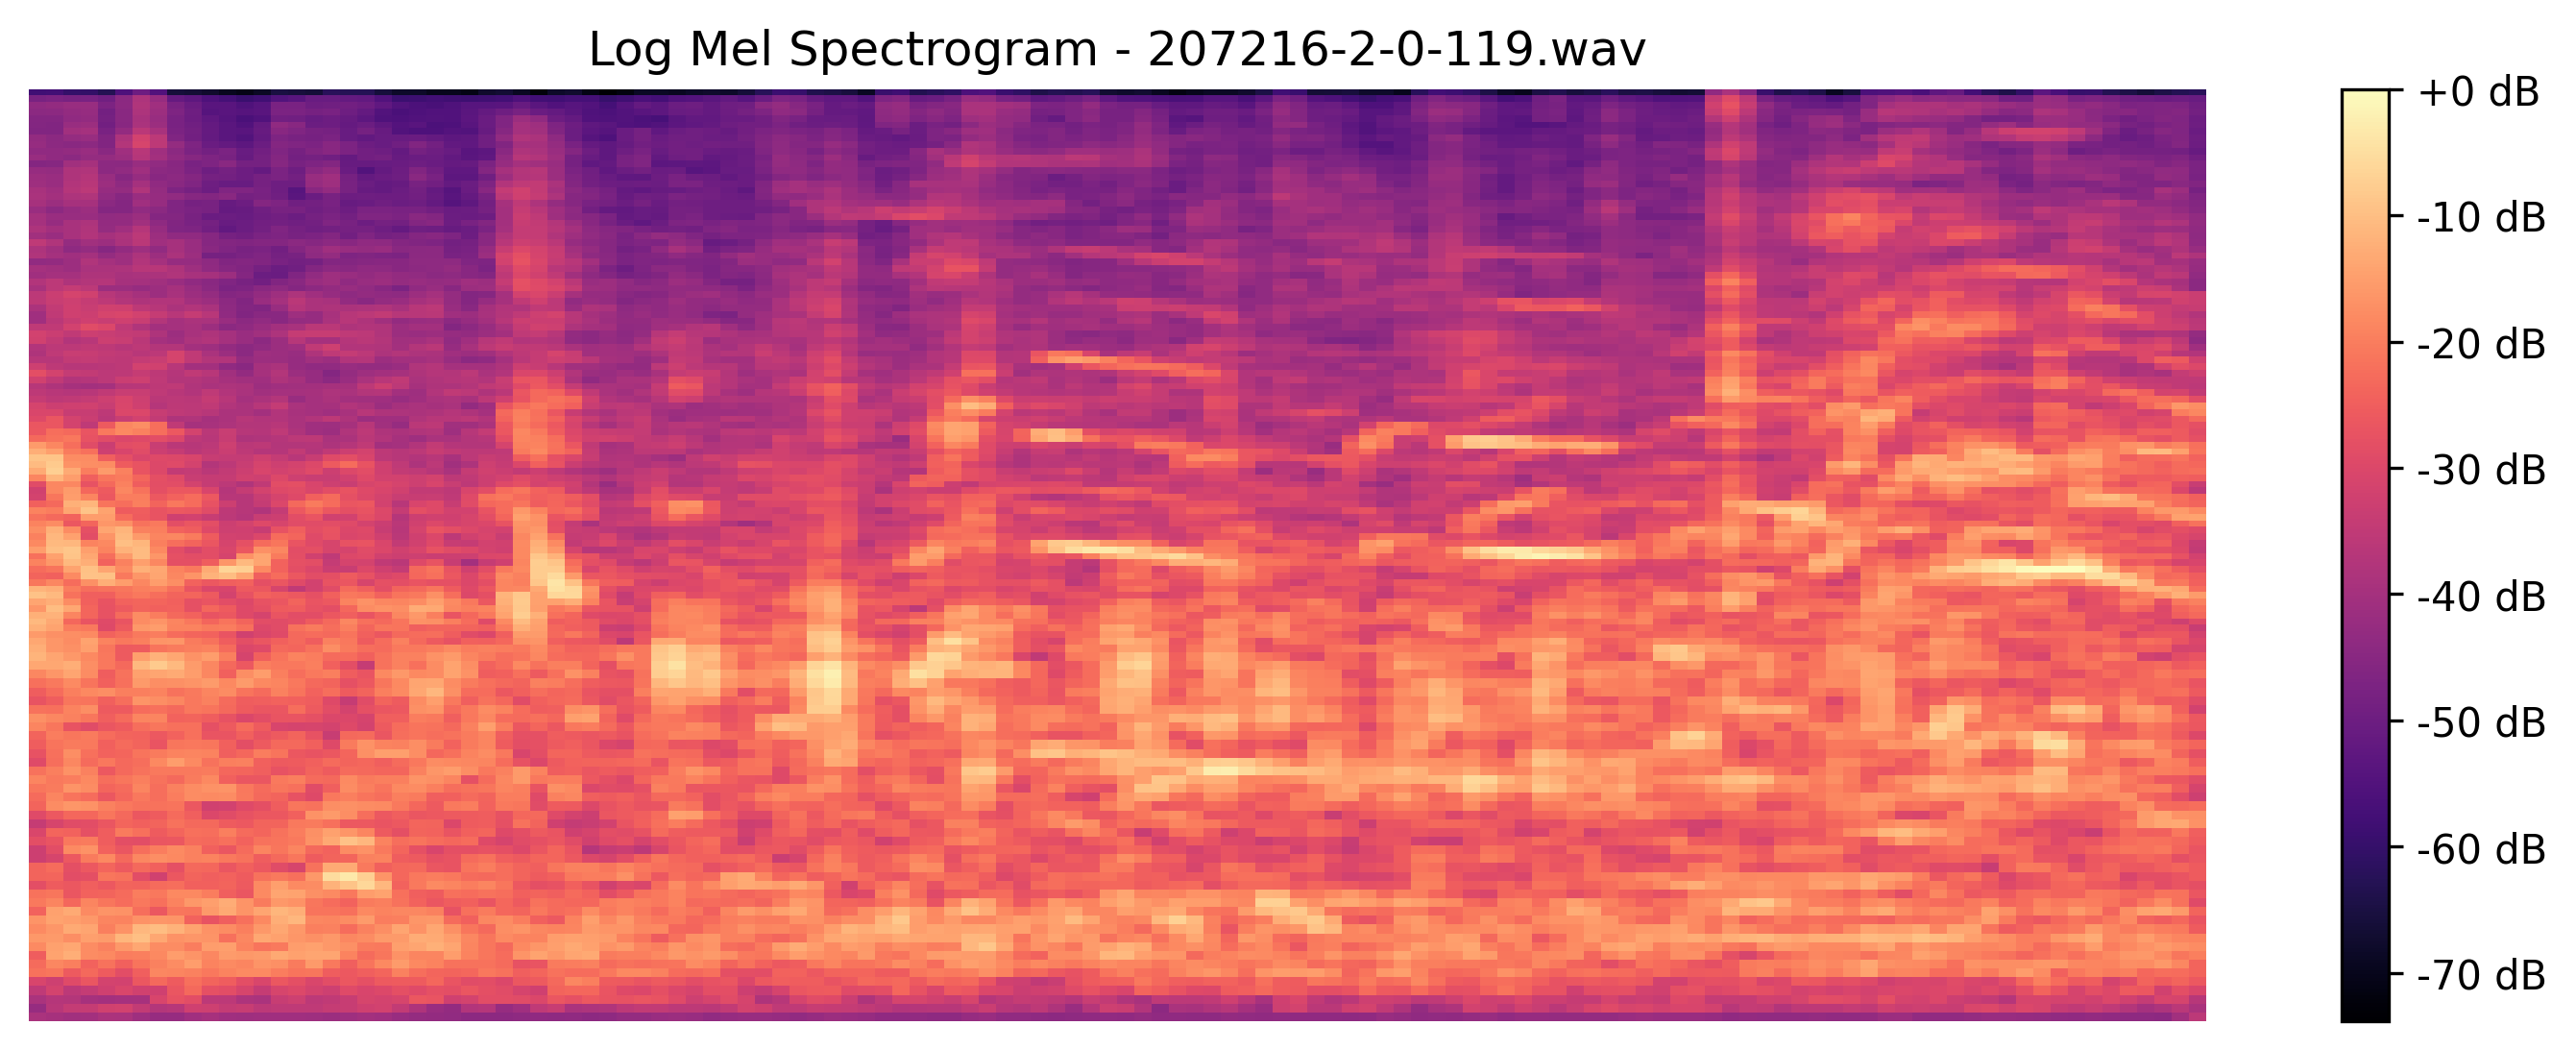 Log Mel Spectrogram - 207216-2-0-119.wav
+0 dB
-10 dB
-20 dB
-30 dB
-40 dB
-50 dB
-60 dB
-70 dB